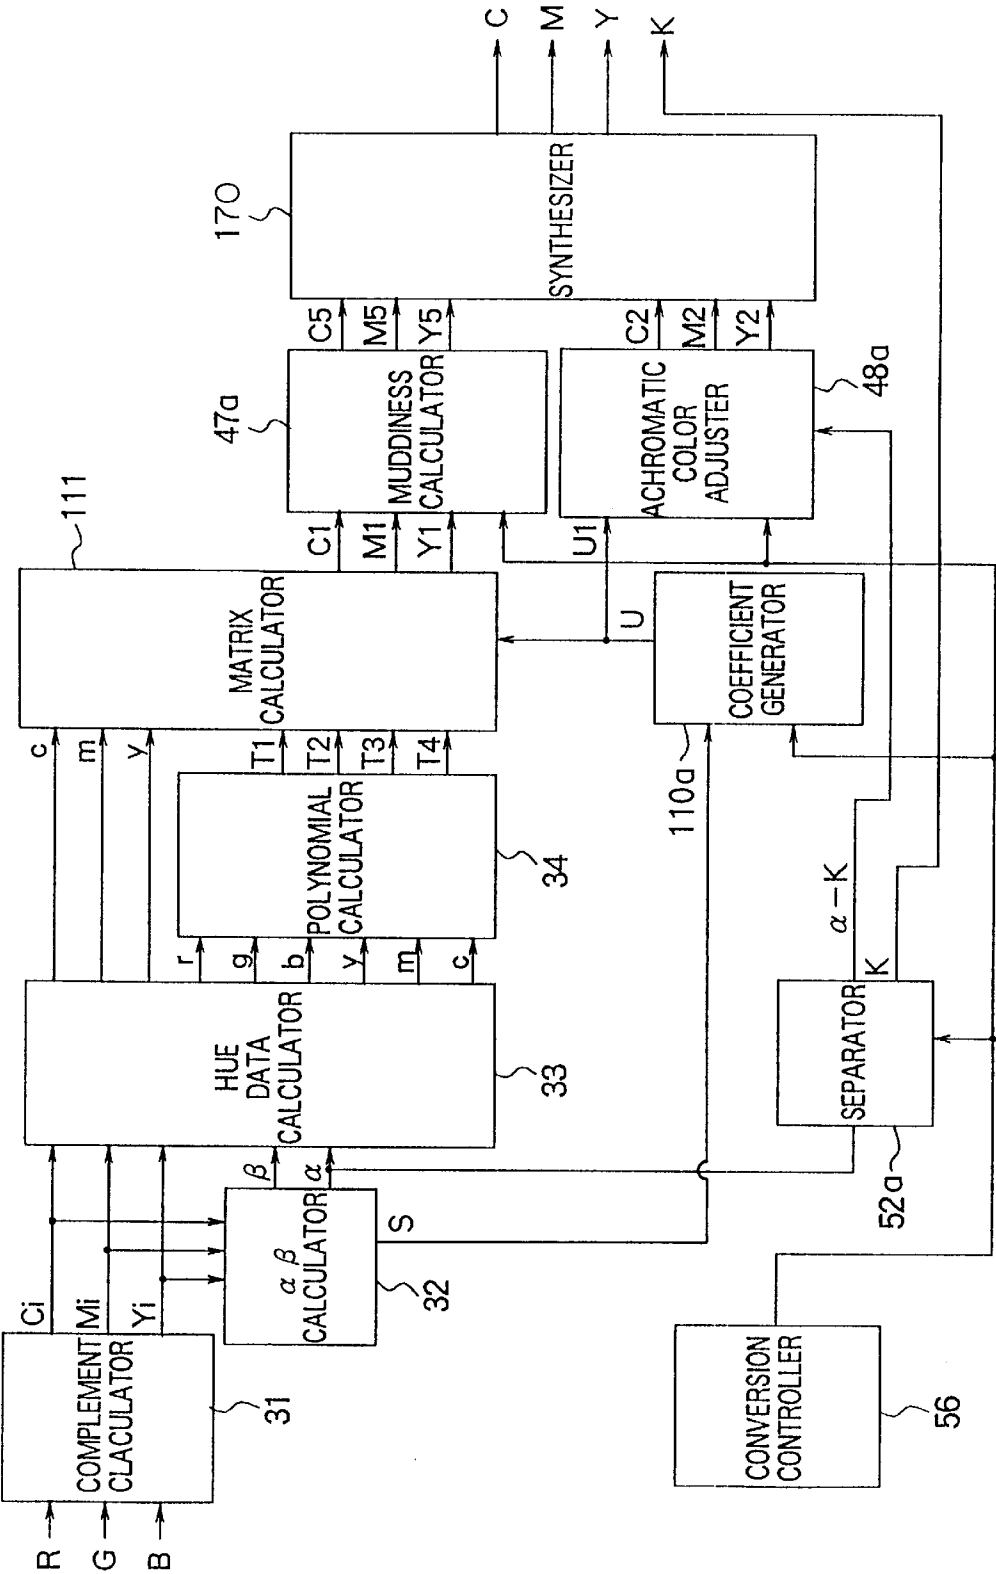 R
G
B
COMPLEMENT
CLACULATOR
31
Ci
Mi
Yi
α β
CALCULATOR
32
S
β
α
HUE
DATA
CALCULATOR
33
c
m
y
r
g
b
y
m
c
POLYNOMIAL
CALCULATOR
34
T1
T2
T3
T4
MATRIX
CALCULATOR
111
C1
M1
Y1
MUDDINESS
CALCULATOR
47a
C5
M5
Y5
SYNTHESIZER
170
C
M
Y
K
ACHROMATIC
COLOR
ADJUSTER
48a
C2
M2
Y2
U1
U
COEFFICIENT
GENERATOR
110a
SEPARATOR
52a
α－K
K
CONVERSION
CONTROLLER
56